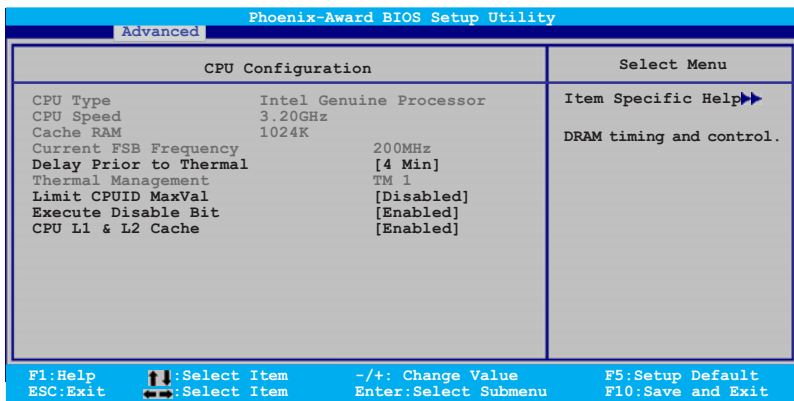 Phoenix-Award BIOS Setup Utility
Advanced
CPU Configuration
Select Menu
CPU Type Intel Genuine Processor
CPU Speed 3.20GHz
Cache RAM 1024K
Current FSB Frequency 200MHz
Delay Prior to Thermal [4 Min]
Thermal Management TM 1
Limit CPUID MaxVal [Disabled]
Execute Disable Bit [Enabled]
CPU L1 & L2 Cache [Enabled]
Item Specific Help
DRAM timing and control.
F1:Help :Select Item -/+: Change Value F5:Setup Default
ESC:Exit :Select Item Enter:Select Submenu F10:Save and Exit